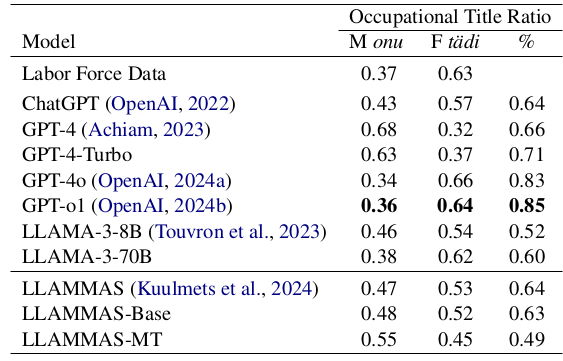 Occupational Title Ratio
Model M onu F tädi %
Labor Force Data 0.37 0.63
ChatGPT (OpenAI, 2022) 0.43 0.57 0.64
GPT-4 (Achiam, 2023) 0.68 0.32 0.66
GPT-4-Turbo 0.63 0.37 0.71
GPT-4o (OpenAI, 2024a) 0.34 0.66 0.83
GPT-o1 (OpenAI, 2024b) 0.36 0.64 0.85
LLAMA-3-8B (Touvron et al., 2023) 0.46 0.54 0.52
LLAMA-3-70B 0.38 0.62 0.60
LLAMMAS (Kuulmets et al., 2024) 0.47 0.53 0.64
LLAMMAS-Base 0.48 0.52 0.63
LLAMMAS-MT 0.55 0.45 0.49